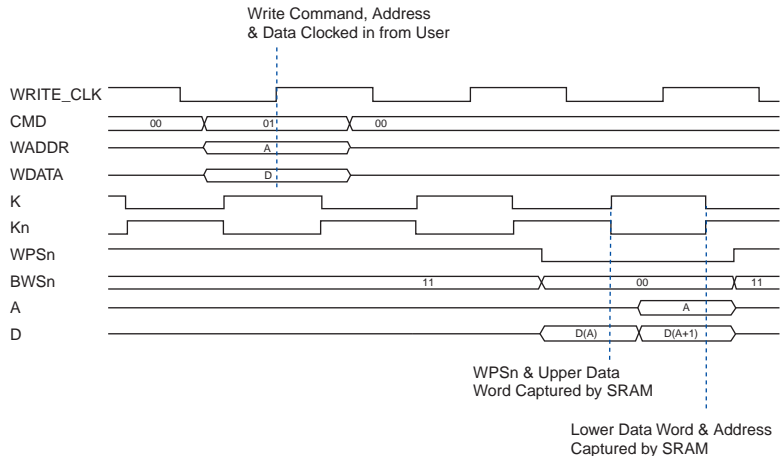 Write Command, Address
& Data Clocked in from User
WRITE_CLK
CMD 00 01 00
WADDR A
WDATA D
K
Kn
WPSn
BWSn 11 00 11
A A
D D(A) D(A+1)
WPSn & Upper Data
Word Captured by SRAM
Lower Data Word & Address
Captured by SRAM